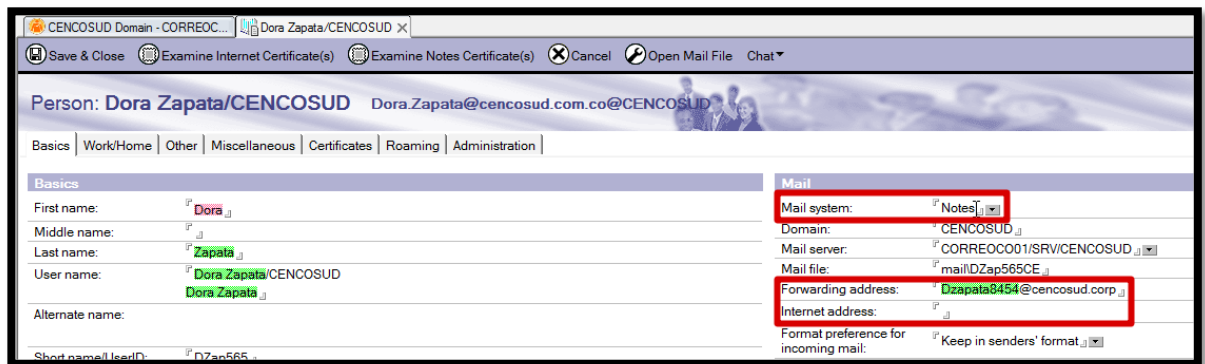 CENCOSUD Domain - CORREOC...
Dora Zapata/CENCOSUD
Save & Close Examine Internet Certificate(s) Examine Notes Certificate(s) Cancel Open Mail File Chat
Person: Dora Zapata/CENCOSUD Dora.Zapata@cencosud.com.co@CENCOSUD
Basics Work/Home Other Miscellaneous Certificates Roaming Administration
Basics
First name: Dora
Middle name:
Last name: Zapata
User name: Dora Zapata/CENCOSUD
Dora Zapata
Alternate name:
Short name/UserID: DZap565
Mail
Mail system: Notes
Domain: CENCOSUD
Mail server: CORREOCO01/SRV/CENCOSUD
Mail file: mail\DZap565CE
Forwarding address: Dzapata8454@cencosud.corp
Internet address:
Format preference for
incoming mail: Keep in senders' format